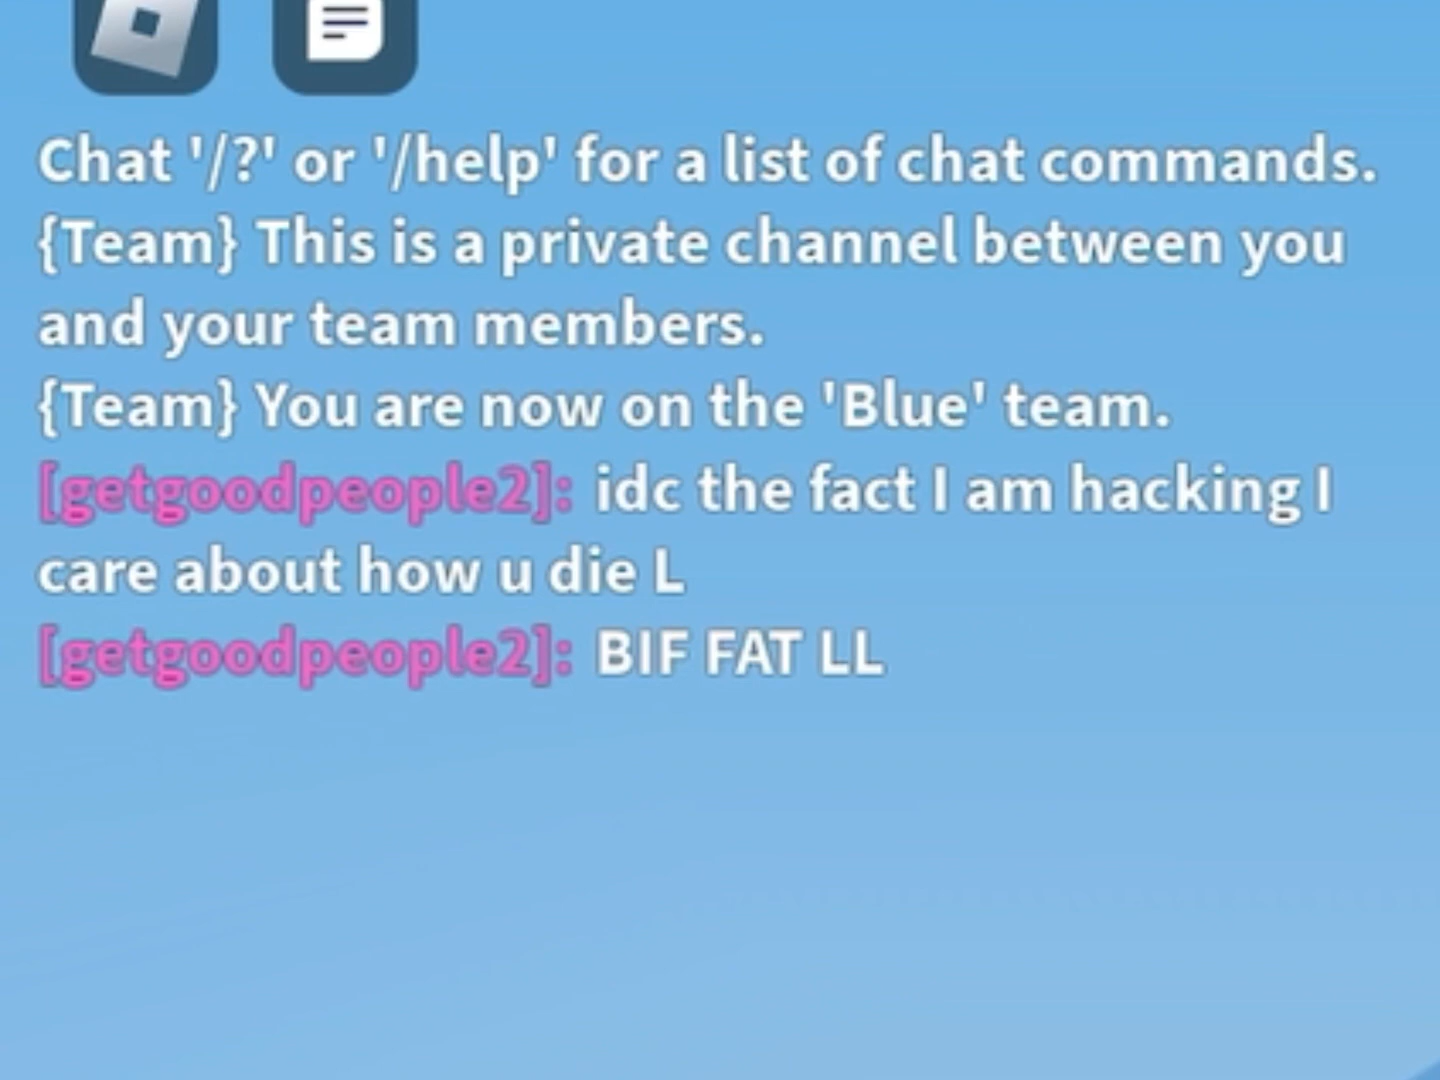 Chat '/?' or '/help' for a list of chat commands.
{Team} This is a private channel between you
and your team members.
{Team} You are now on the 'Blue' team.
[getgoodpeople2]: idc the fact I am hacking I
care about how u die L
[getgoodpeople2]: BIF FAT LL